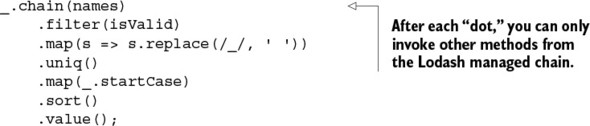 _.chain(names)
.filter(isValid)
.map(s => s.replace(/_/, ' '))
.uniq()
.map(_.startCase)
.sort()
.value();
After each “dot,” you can only
invoke other methods from
the Lodash managed chain.